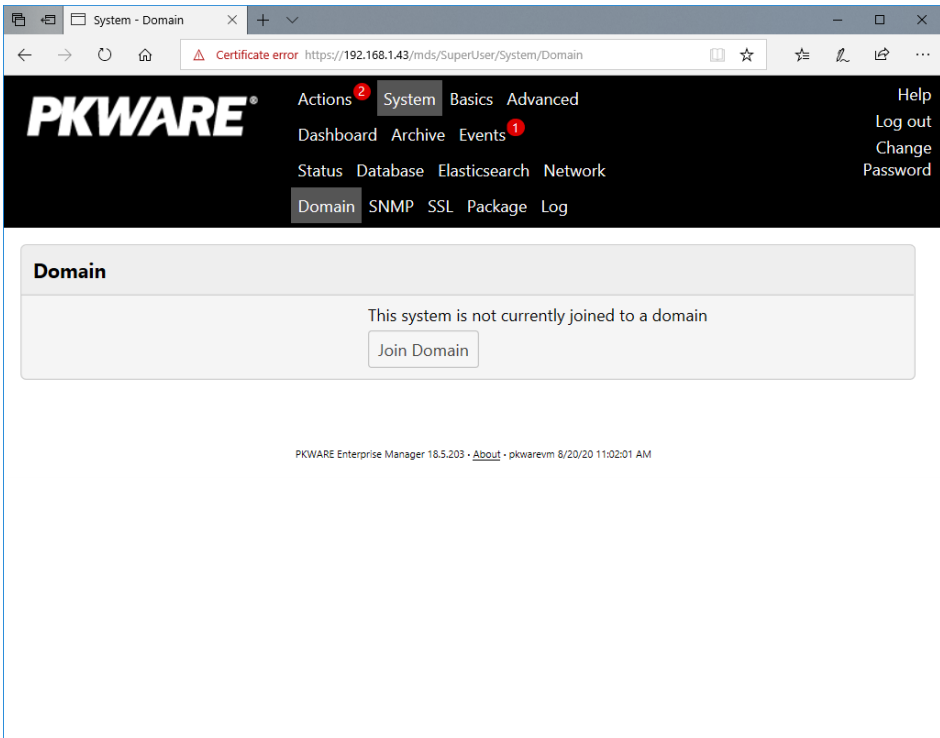 System - Domain
Certificate error https://192.168.1.43/mds/SuperUser/System/Domain
PKWARE®
Actions 2 System Basics Advanced
Dashboard Archive Events 1
Status Database Elasticsearch Network
Domain SNMP SSL Package Log
Help
Log out
Change
Password
Domain
This system is not currently joined to a domain
Join Domain
PKWARE Enterprise Manager 18.5.203 · About · pkwarevm 8/20/20 11:02:01 AM